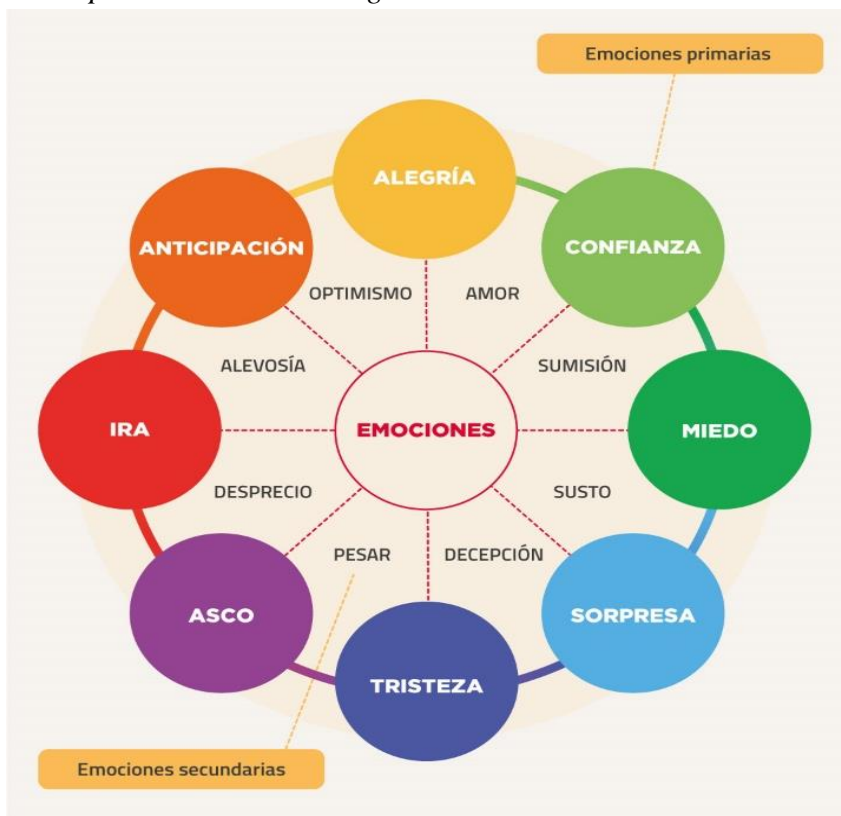 Emociones primarias
ALEGRÍA
ANTICIPACIÓN
CONFIANZA
OPTIMISMO
AMOR
ALEVOSÍA
SUMISIÓN
IRA
EMOCIONES
MIEDO
DESPRECIO
SUSTO
PESAR
DECEPCIÓN
ASCO
SORPRESA
TRISTEZA
Emociones secundarias